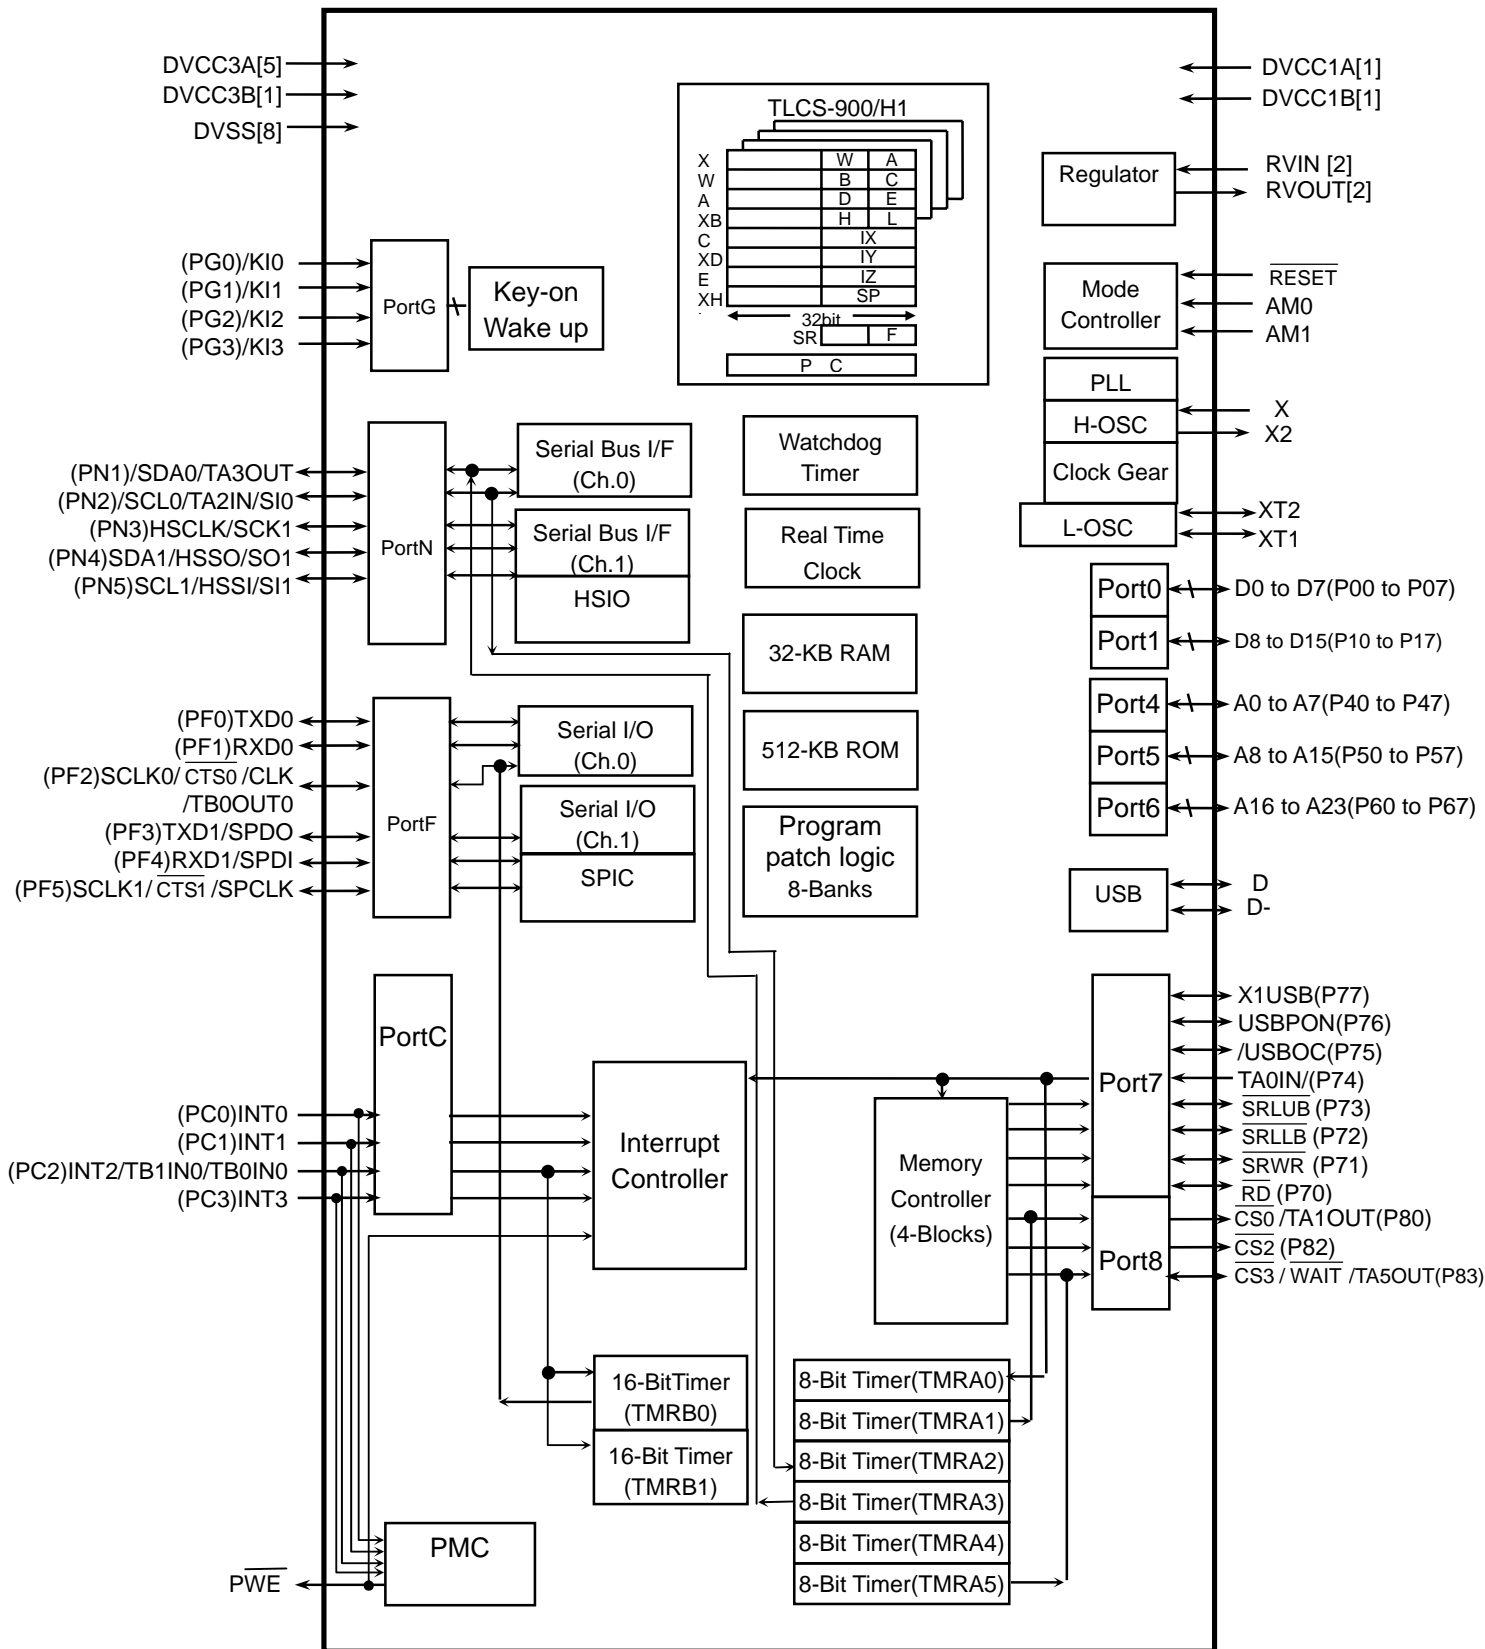 DVCC3A[5]
DVCC3B[1]
DVSS[8]
DVCC1A[1]
DVCC1B[1]
TLCS-900/H1
X
W
A
XB
C
XD
E
XH
W A
B C
D E
H L
IX
IY
IZ
SP
32bit
SR
F
P C
Regulator
RVIN [2]
RVOUT[2]
(PG0)/KI0
(PG1)/KI1
(PG2)/KI2
(PG3)/KI3
PortG
Key-on
Wake up
Mode
Controller
RESET
AM0
AM1
PLL
H-OSC
Clock Gear
L-OSC
X
X2
XT2
XT1
(PN1)/SDA0/TA3OUT
(PN2)/SCL0/TA2IN/SI0
(PN3)HSCLK/SCK1
(PN4)SDA1/HSSO/SO1
(PN5)SCL1/HSSI/SI1
PortN
Serial Bus I/F
(Ch.0)
Serial Bus I/F
(Ch.1)
HSIO
Watchdog
Timer
Real Time
Clock
32-KB RAM
512-KB ROM
Program
patch logic
8-Banks
Port0
D0 to D7(P00 to P07)
Port1
D8 to D15(P10 to P17)
Port4
A0 to A7(P40 to P47)
Port5
A8 to A15(P50 to P57)
Port6
A16 to A23(P60 to P67)
(PF0)TXD0
(PF1)RXD0
(PF2)SCLK0/ CTS0 /CLK
/TB0OUT0
(PF3)TXD1/SPDO
(PF4)RXD1/SPDI
(PF5)SCLK1/ CTS1 /SPCLK
PortF
Serial I/O
(Ch.0)
Serial I/O
(Ch.1)
SPIC
USB
D
D-
PortC
(PC0)INT0
(PC1)INT1
(PC2)INT2/TB1IN0/TB0IN0
(PC3)INT3
Interrupt
Controller
Memory
Controller
(4-Blocks)
Port7
X1USB(P77)
USBPON(P76)
/USBOC(P75)
TA0IN/(P74)
SRLUB (P73)
SRLLB (P72)
SRWR (P71)
RD (P70)
Port8
CS0 /TA1OUT(P80)
CS2 (P82)
CS3 / WAIT /TA5OUT(P83)
16-BitTimer
(TMRB0)
16-Bit Timer
(TMRB1)
8-Bit Timer(TMRA0)
8-Bit Timer(TMRA1)
8-Bit Timer(TMRA2)
8-Bit Timer(TMRA3)
8-Bit Timer(TMRA4)
8-Bit Timer(TMRA5)
PMC
PWE